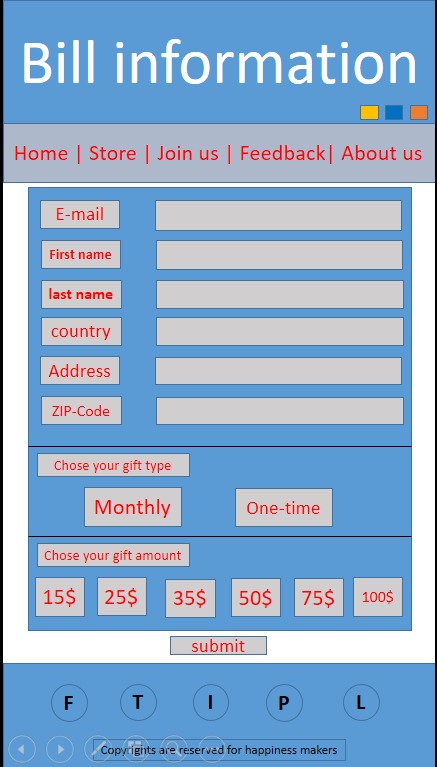 Bill information
Home | Store | Join us | Feedback| About us
E-mail
First name
last name
country
Address
ZIP-Code
Chose your gift type
Monthly
One-time
Chose your gift amount
15$ 25$ 35$ 50$ 75$ 100$
submit
F T I P L
Copyrights are reserved for happiness makers